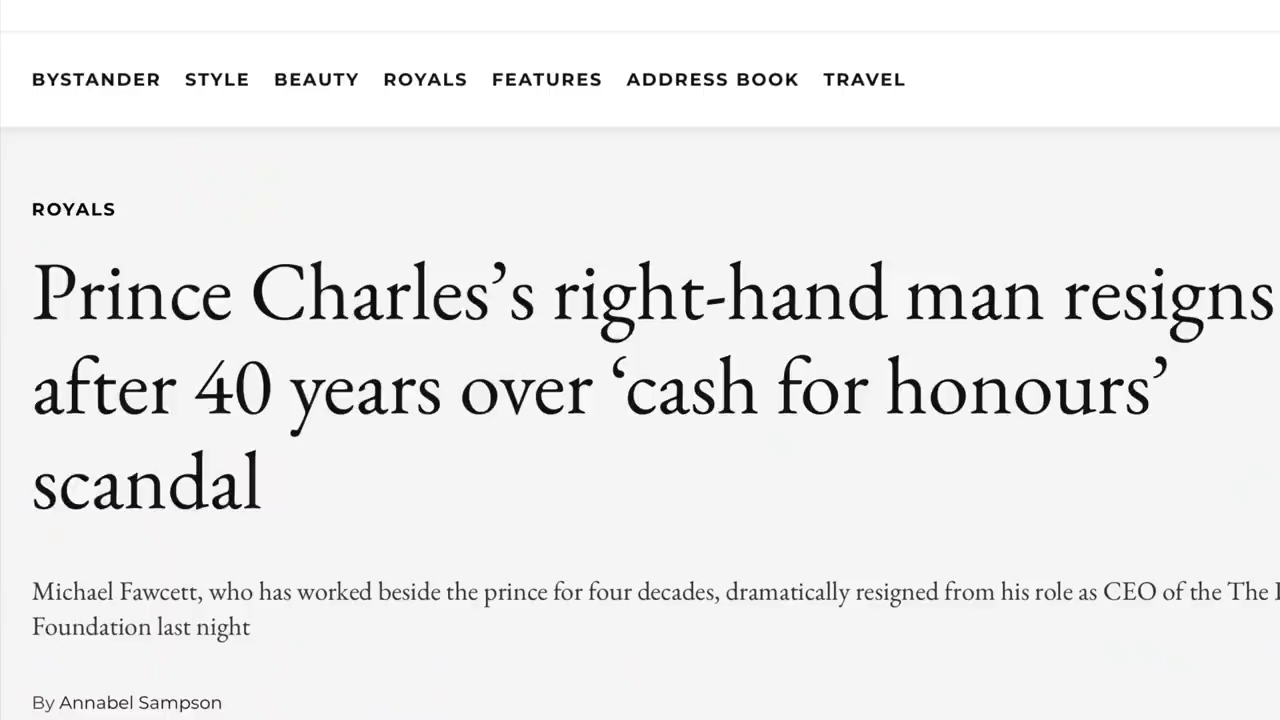 BYSTANDER STYLE BEAUTY ROYALS FEATURES ADDRESS BOOK TRAVEL
ROYALS
Prince Charles’s right-hand man resigns
after 40 years over ‘cash for honours’
scandal
Michael Fawcett, who has worked beside the prince for four decades, dramatically resigned from his role as CEO of the The
Foundation last night
By Annabel Sampson